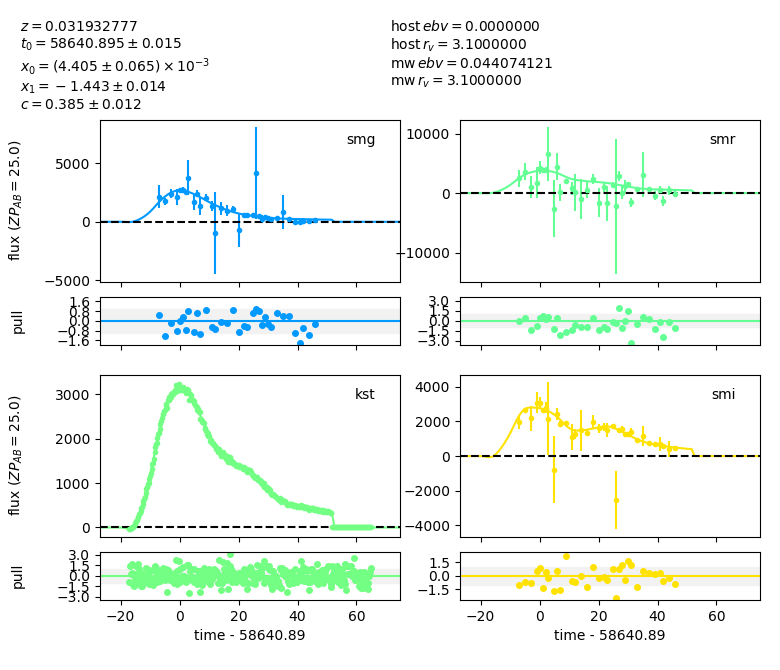 z = 0.031932777
t₀ = 58640.895 ± 0.015
x₀ = (4.405 ± 0.065) × 10⁻³
x₁ = −1.443 ± 0.014
c = 0.385 ± 0.012
host ebv = 0.0000000
host r_v = 3.1000000
mw ebv = 0.044074121
mw r_v = 3.1000000
flux (ZP_AB = 25.0)
5000
0
−5000
smg
10000
0
−10000
smr
pull
1.6
0.8
0.0
−0.8
−1.6
3.0
1.5
0.0
−1.5
−3.0
flux (ZP_AB = 25.0)
3000
2000
1000
0
kst
4000
2000
0
−2000
−4000
smi
pull
3.0
1.5
0.0
−1.5
−3.0
1.5
0.0
−1.5
−20 0 20 40 60
−20 0 20 40 60
time - 58640.89
time - 58640.89